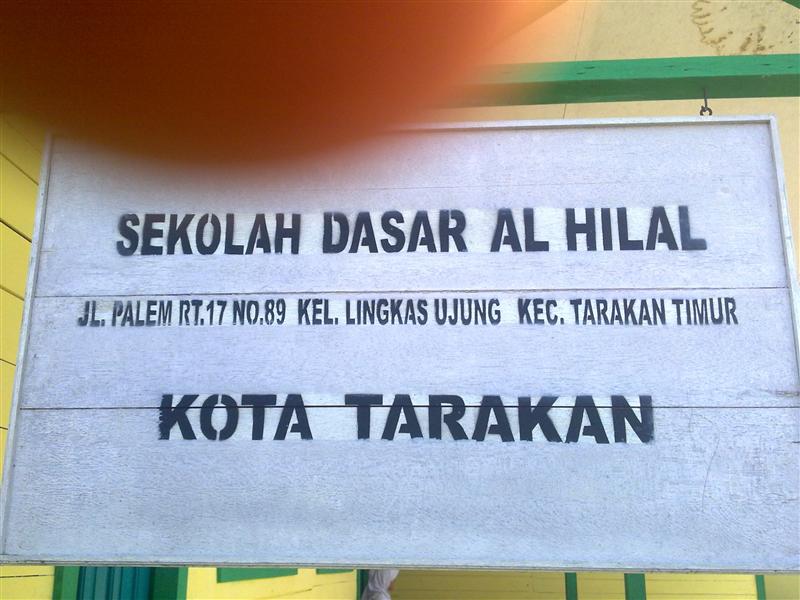 SEKOLAH DASAR AL HILAL
JL. PALEM RT.17 NO.89 KEL. LINGKAS UJUNG KEC. TARAKAN TIMUR
KOTA TARAKAN